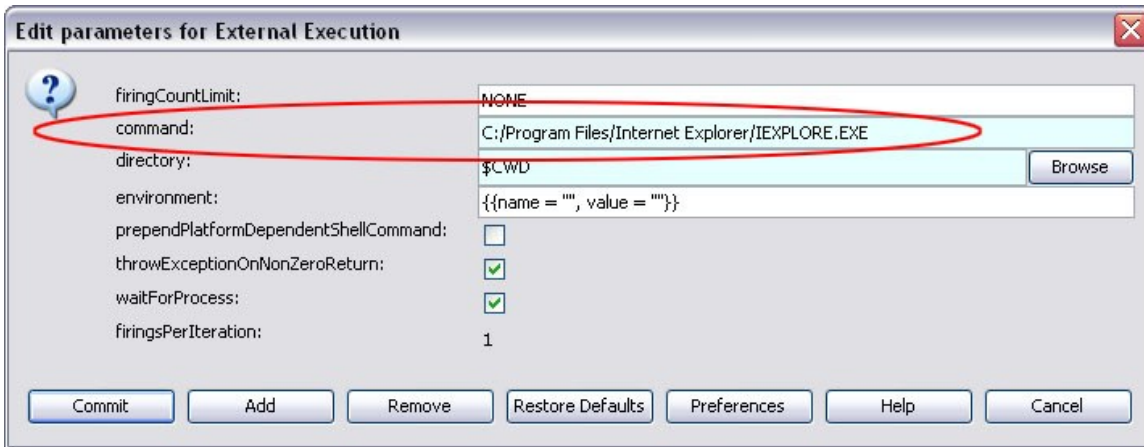 Edit parameters for External Execution
?
firingCountLimit: NONE
command: C:/Program Files/Internet Explorer/IEXPLORE.EXE
directory: $CWD Browse
environment: {{name = "", value = ""}}
prependPlatformDependentShellCommand:
throwExceptionOnNonZeroReturn:
waitForProcess:
firingsPerIteration: 1
Commit Add Remove Restore Defaults Preferences Help Cancel